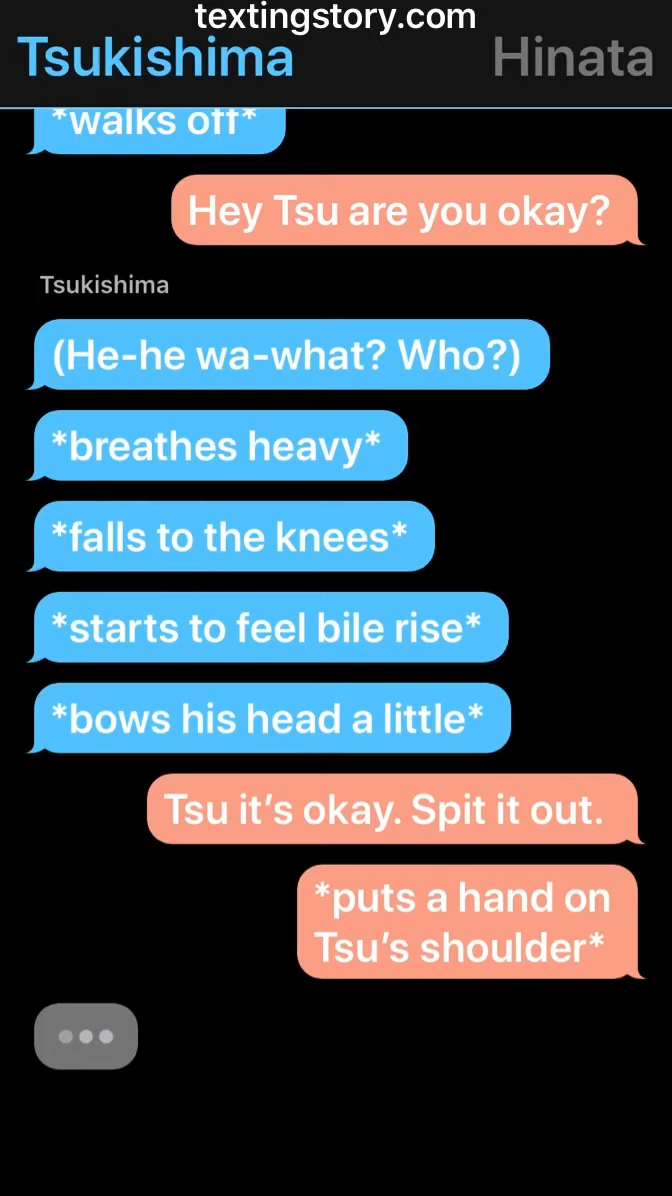 textingstory.com
Tsukishima Hinata
*walks off*
Hey Tsu are you okay?
Tsukishima
(He-he wa-what? Who?)
*breathes heavy*
*falls to the knees*
*starts to feel bile rise*
*bows his head a little*
Tsu it’s okay. Spit it out.
*puts a hand on
Tsu’s shoulder*